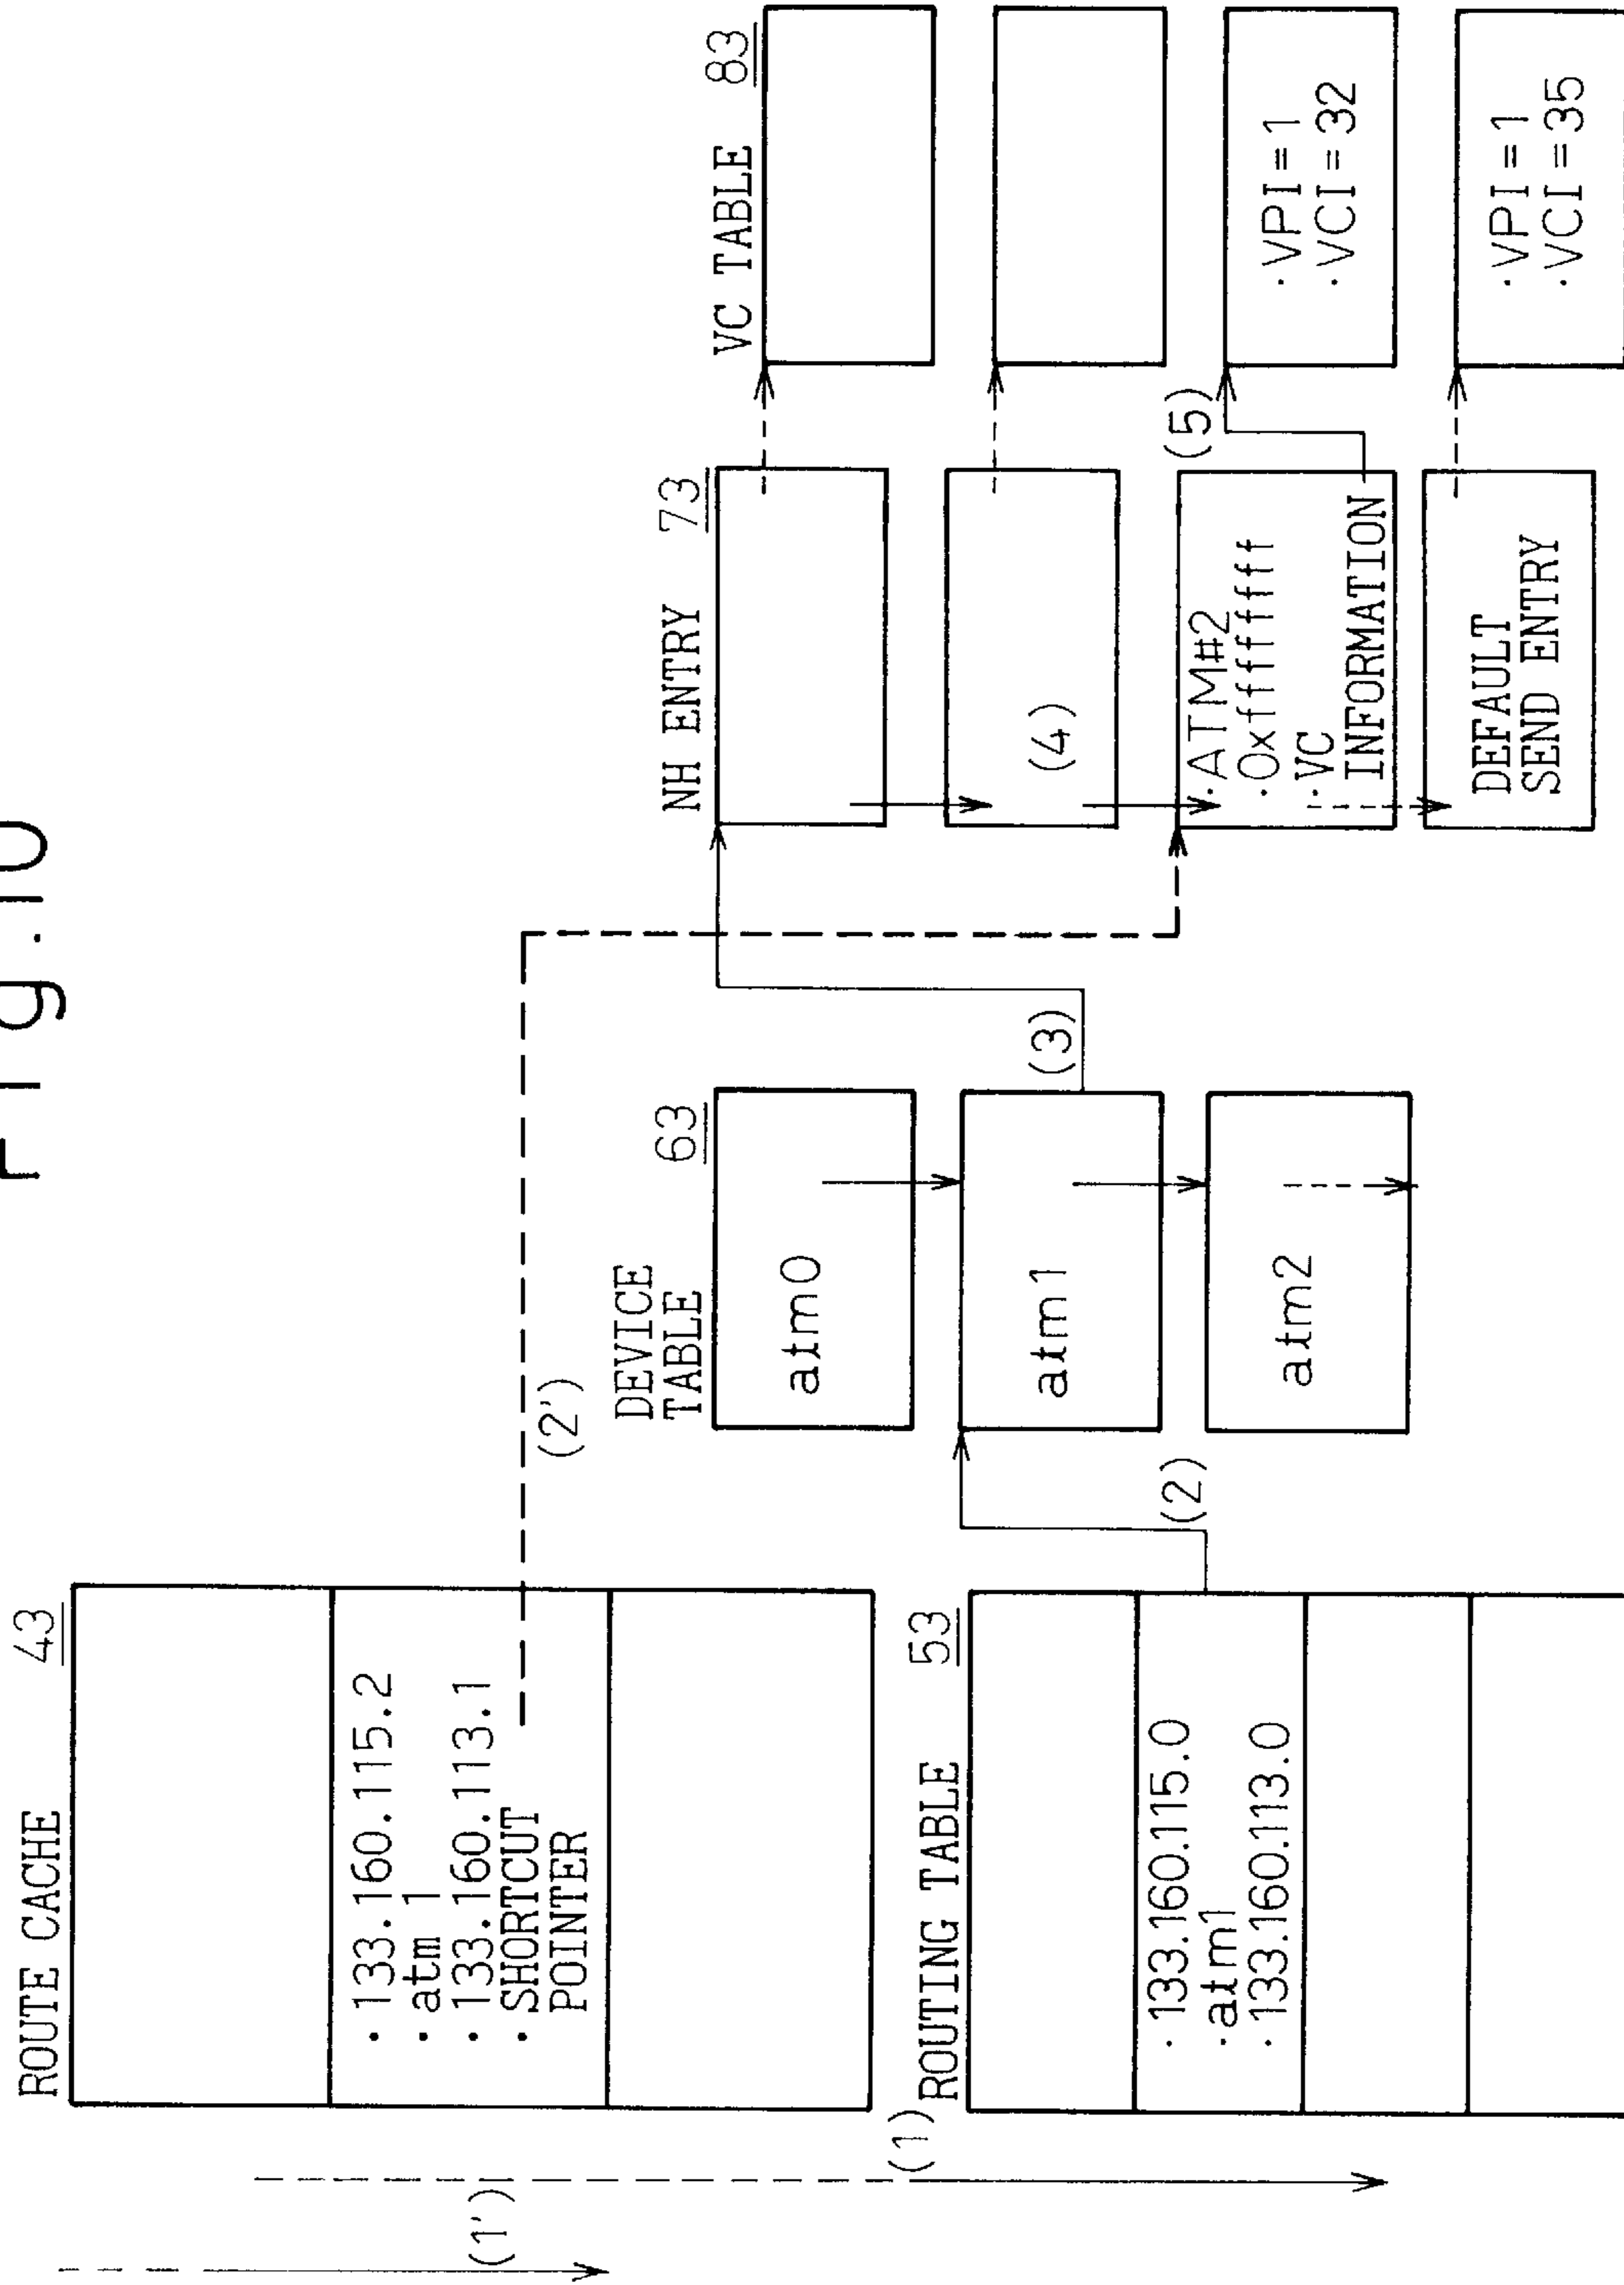 Fig.10
ROUTE CACHE 43
· 133.160.115.2
· atm 1
· 133.160.113.1
· SHORTCUT
POINTER
(1')
(2')
ROUTING TABLE 53
(1)
· 133.160.115.0
· atm1
· 133.160.113.0
(2)
DEVICE
TABLE 63
atm0
atm1
atm2
(3)
NH ENTRY 73
(4)
· ATM#2
· 0xffffffff
· VC
INFORMATION
DEFAULT
SEND ENTRY
(5)
VC TABLE 83
· VPI=1
· VCI=32
· VPI=1
· VCI=35